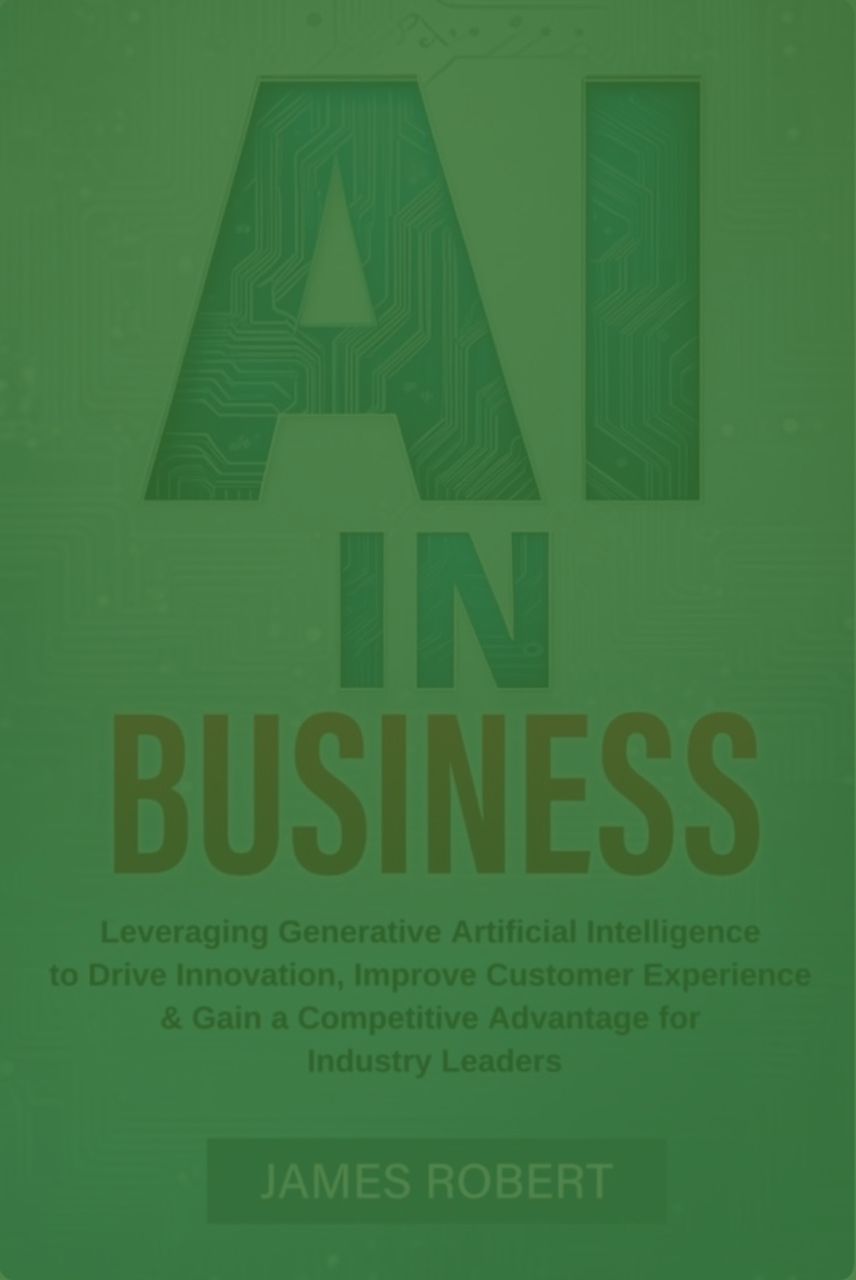 AI
IN
BUSINESS
Leveraging Generative Artificial Intelligence
to Drive Innovation, Improve Customer Experience
& Gain a Competitive Advantage for
Industry Leaders
JAMES ROBERT